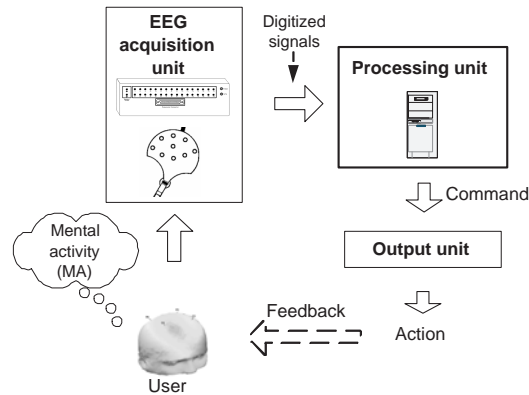 EEG
acquisition
unit
Digitized
signals
Processing unit
Command
Output unit
Action
Feedback
User
Mental
activity
(MA)